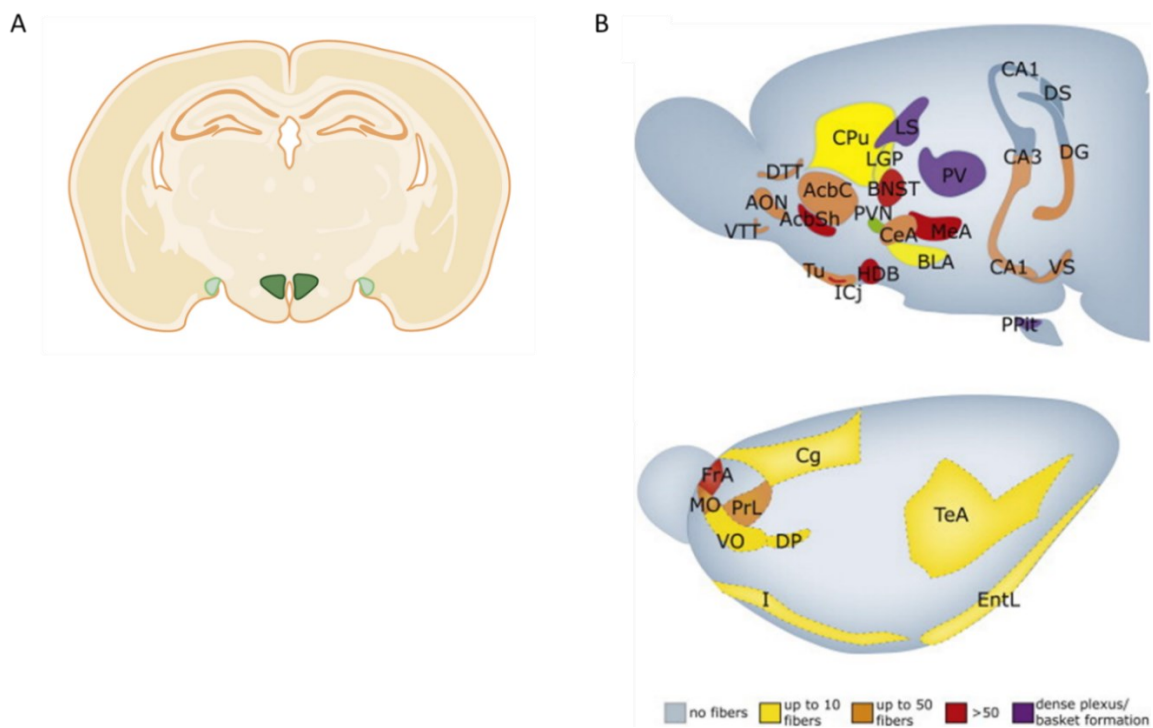 A
B
CA1
DS
CPu
LS
LGP
CA3
DG
DTT
PV
AcbC
BNST
AON
AcbSh
PVN
CeA
MeA
VTT
BLA
Tu
HDB
CA1
VS
ICj
PPit
Cg
FrA
MO
PrL
TeA
VO
DP
I
EntL
no fibers
up to 10
fibers
up to 50
fibers
>50
dense plexus/
basket formation